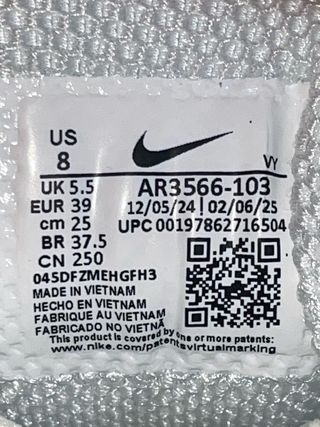 US
8
VY
UK 5.5
EUR 39
cm 25
BR 37.5
CN 250
AR3566-103
12/05/24 | 02/06/25
UPC 00197862716504
045DFZMEHGFH3
MADE IN VIETNAM
HECHO EN VIETNAM
FABRIQUE AU VIETNAM
FABRICADO NO VIETNÃ
This product is covered by one or more patents:
www.nike.com/patentsvirtualmarking